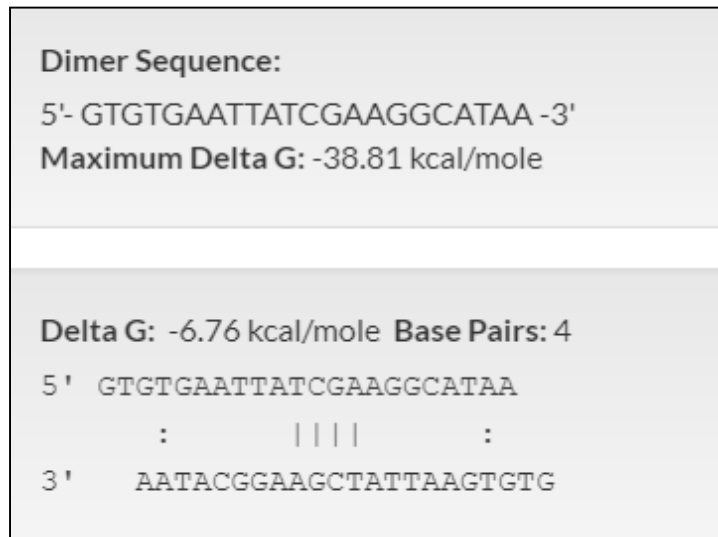 Dimer Sequence:
5'- GTGTGAATTATCGAAGGCATAA -3'
Maximum Delta G: -38.81 kcal/mole
Delta G: -6.76 kcal/mole Base Pairs: 4
5' GTGTGAATTATCGAAGGCATAA
: |||| :
3' AATACGGAAGCTATTAAGTGTG